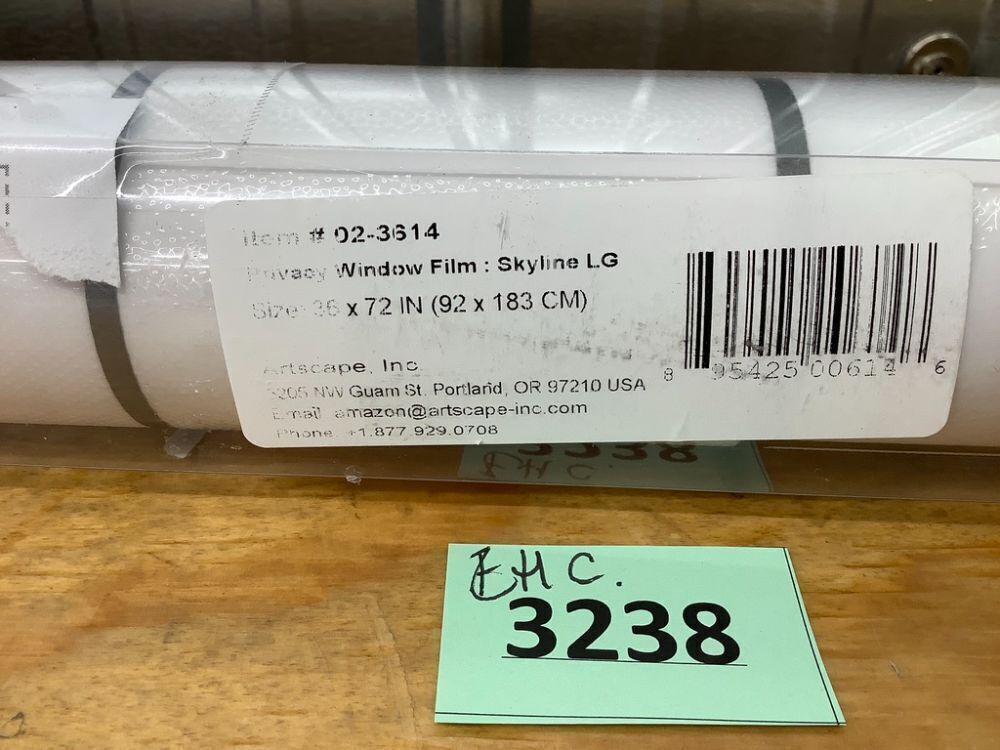 Item # 02-3614
Privacy Window Film : Skyline LG
Size: 36 x 72 IN (92 x 183 CM)
Artscape, Inc.
5205 NW Guam St. Portland, OR 97210 USA
Email: amazon@artscape-inc.com
Phone: +1.877.929.0708
8 95425 00614 6
EHC.
3238